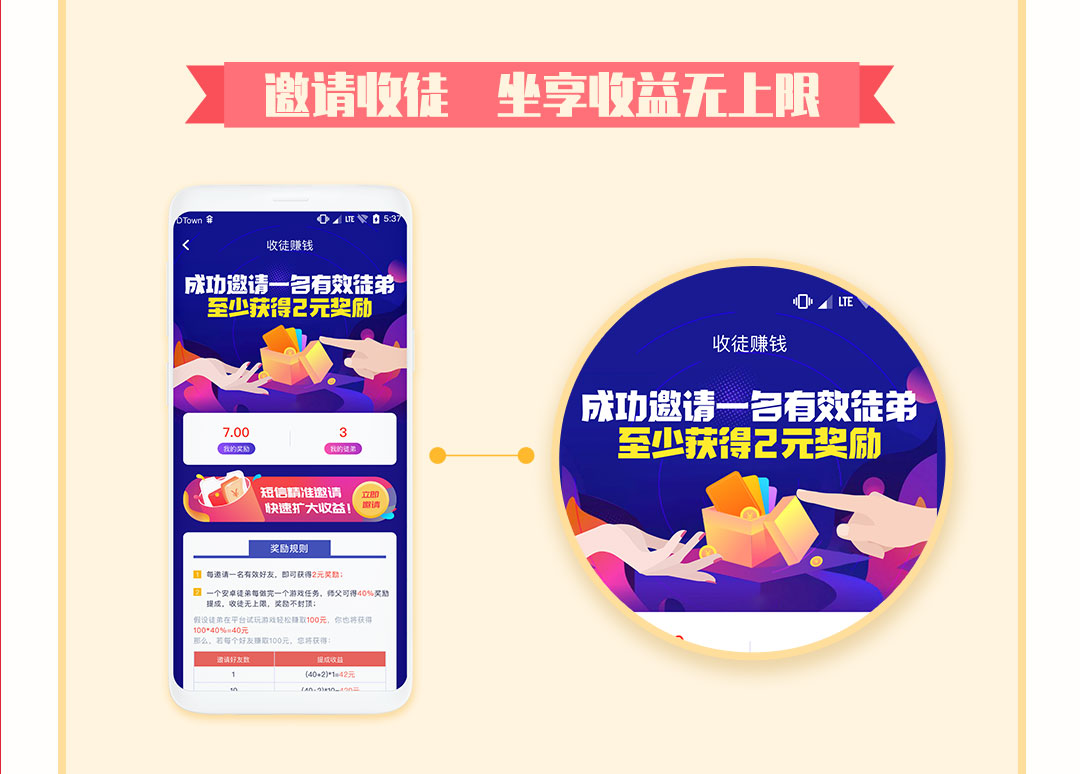 邀请收徒 坐享收益无上限
DTown
LTE 5:37
收徒赚钱
成功邀请一名有效徒弟
至少获得2元奖励
7.00
3
我的奖励
我的徒弟
短信精准邀请
快速扩大收益!
立即
邀请
奖励规则
1 每邀请一名有效好友，即可获得2元奖励；
2 一个安卓徒弟每做完一个游戏任务，师父可得40%奖励
提成，收徒无上限，奖励不封顶；
假设徒弟在平台试玩游戏轻松赚取100元，你也将获得
100*40%=40元
那么，若每个好友赚取100元，您将获得：
邀请好友数 提成收益
1 (40+2)*1=42元
10 (40+2)*10=420元
LTE
收徒赚钱
成功邀请一名有效徒弟
至少获得2元奖励